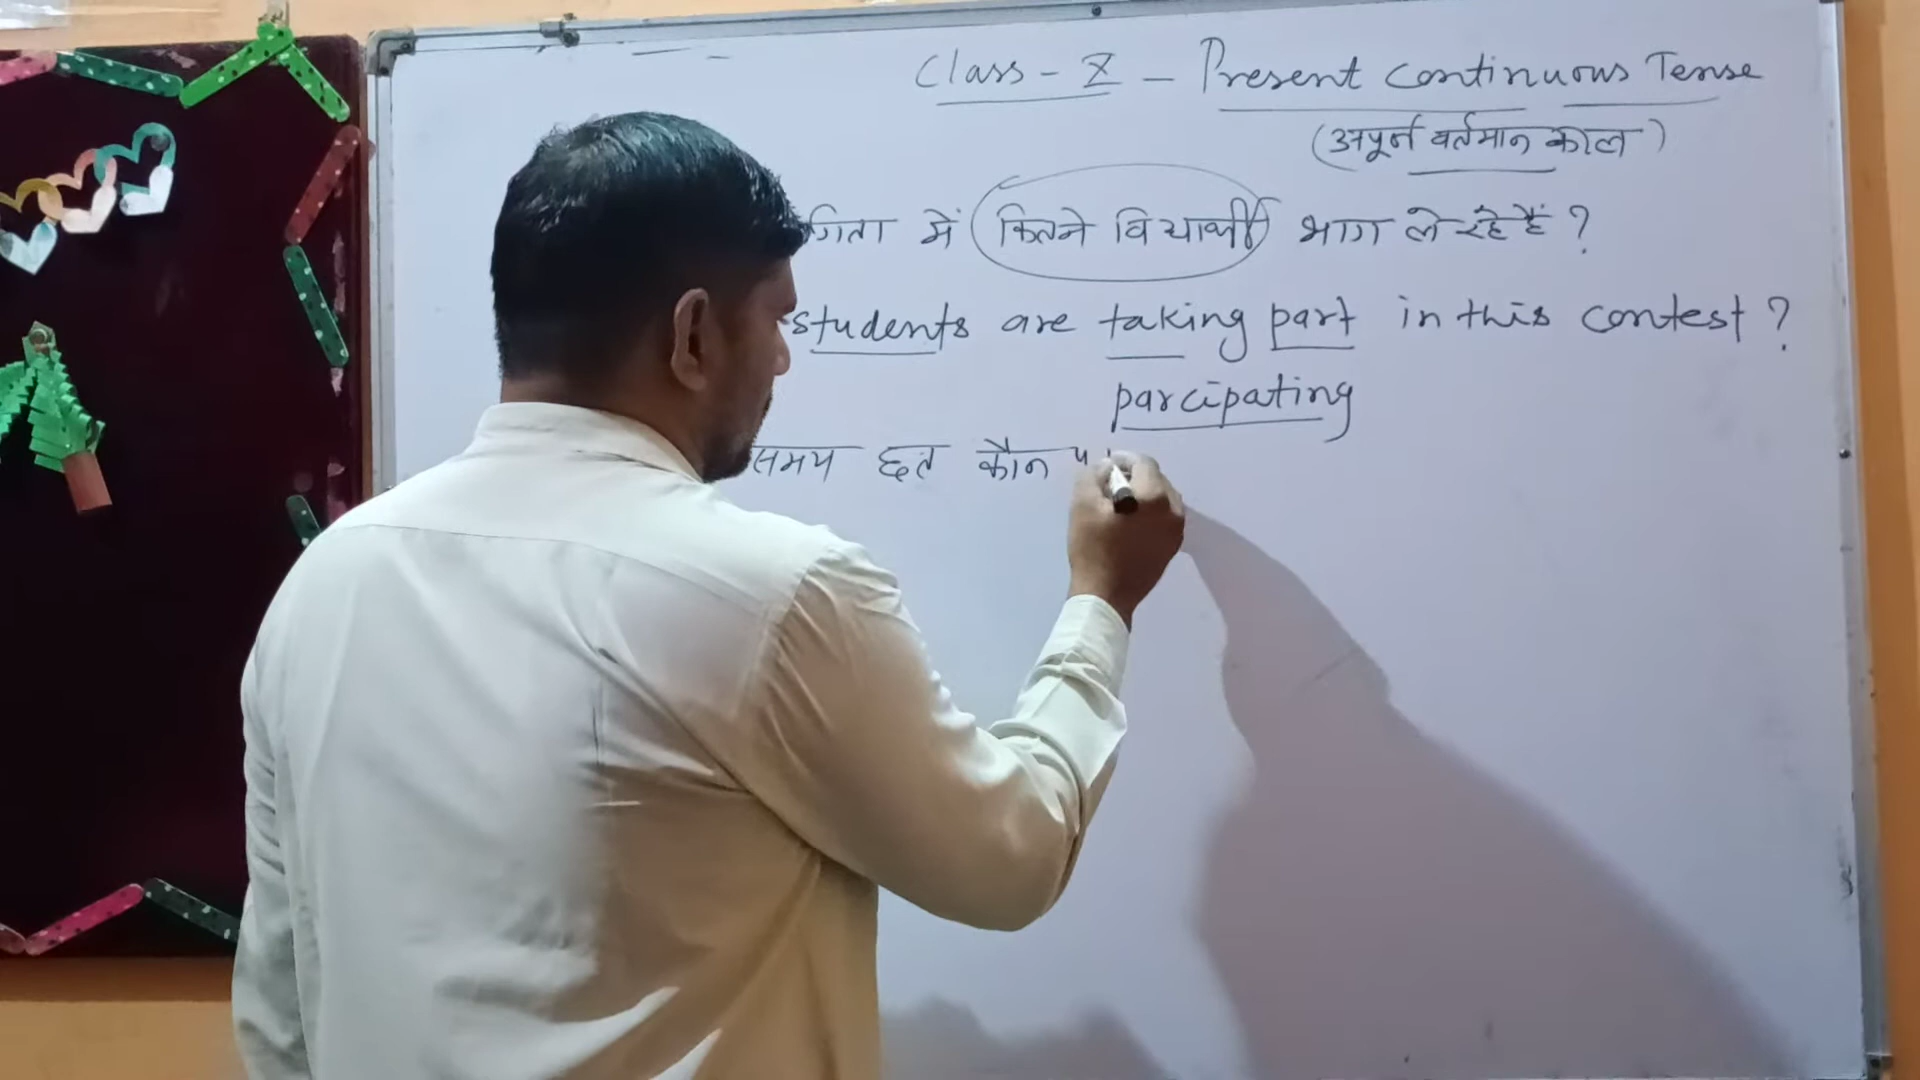 Class - X - Present Continuous Tense
(अपूर्न वर्तमान काल)
में कितने विद्यार्थी भाग ले रहे हैं ?
students are taking part in this contest ?
parcipating
समय छत कौन